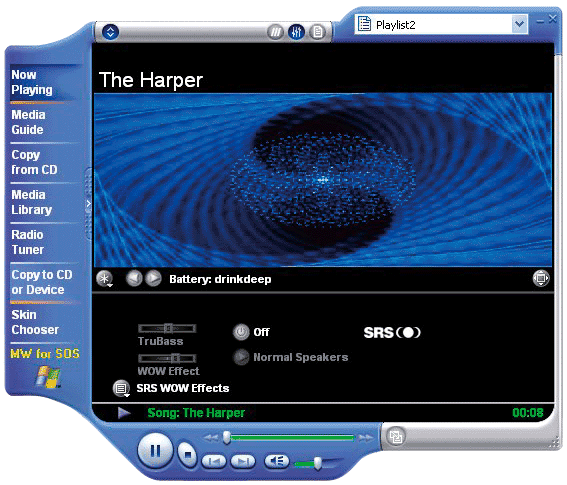 Playlist2
The Harper
Now
Playing
Media
Guide
Copy
from CD
Media
Library
Radio
Tuner
Copy to CD
or Device
Skin
Chooser
MW for SDS
Battery: drinkdeep
TruBass
Off
SRS
WOW Effect
Normal Speakers
SRS WOW Effects
Song: The Harper
00:08